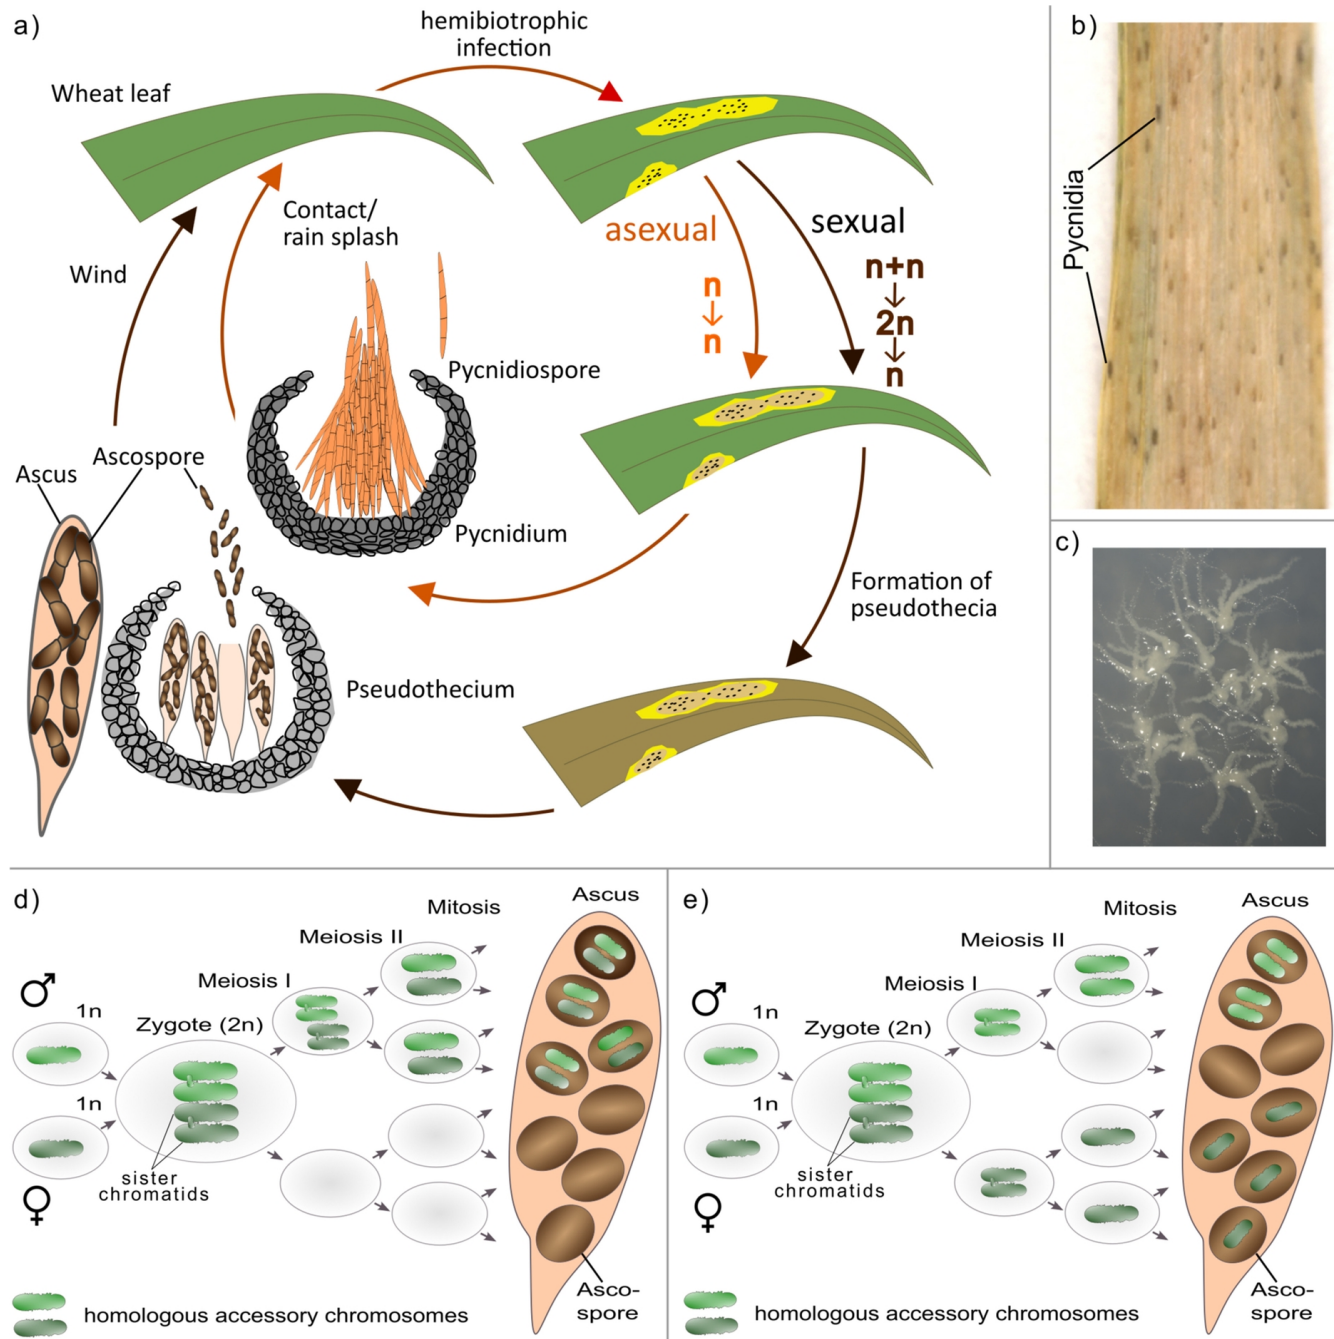 a)
hemibiotrophic
infection
Wheat leaf
Contact/
rain splash
Wind
asexual
n
↓
n
sexual
n+n
↓
2n
↓
n
Pycnidiospore
Ascospore
Ascus
Pycnidium
Formation of
pseudothecia
Pseudothecium
b)
Pycnidia
c)
d)
Ascus
Mitosis
Meiosis II
Meiosis I
♂
1n
Zygote (2n)
1n
♀
sister
chromatids
Asco-
spore
homologous accessory chromosomes
e)
Ascus
Mitosis
Meiosis II
Meiosis I
♂
1n
Zygote (2n)
1n
♀
sister
chromatids
Asco-
spore
homologous accessory chromosomes